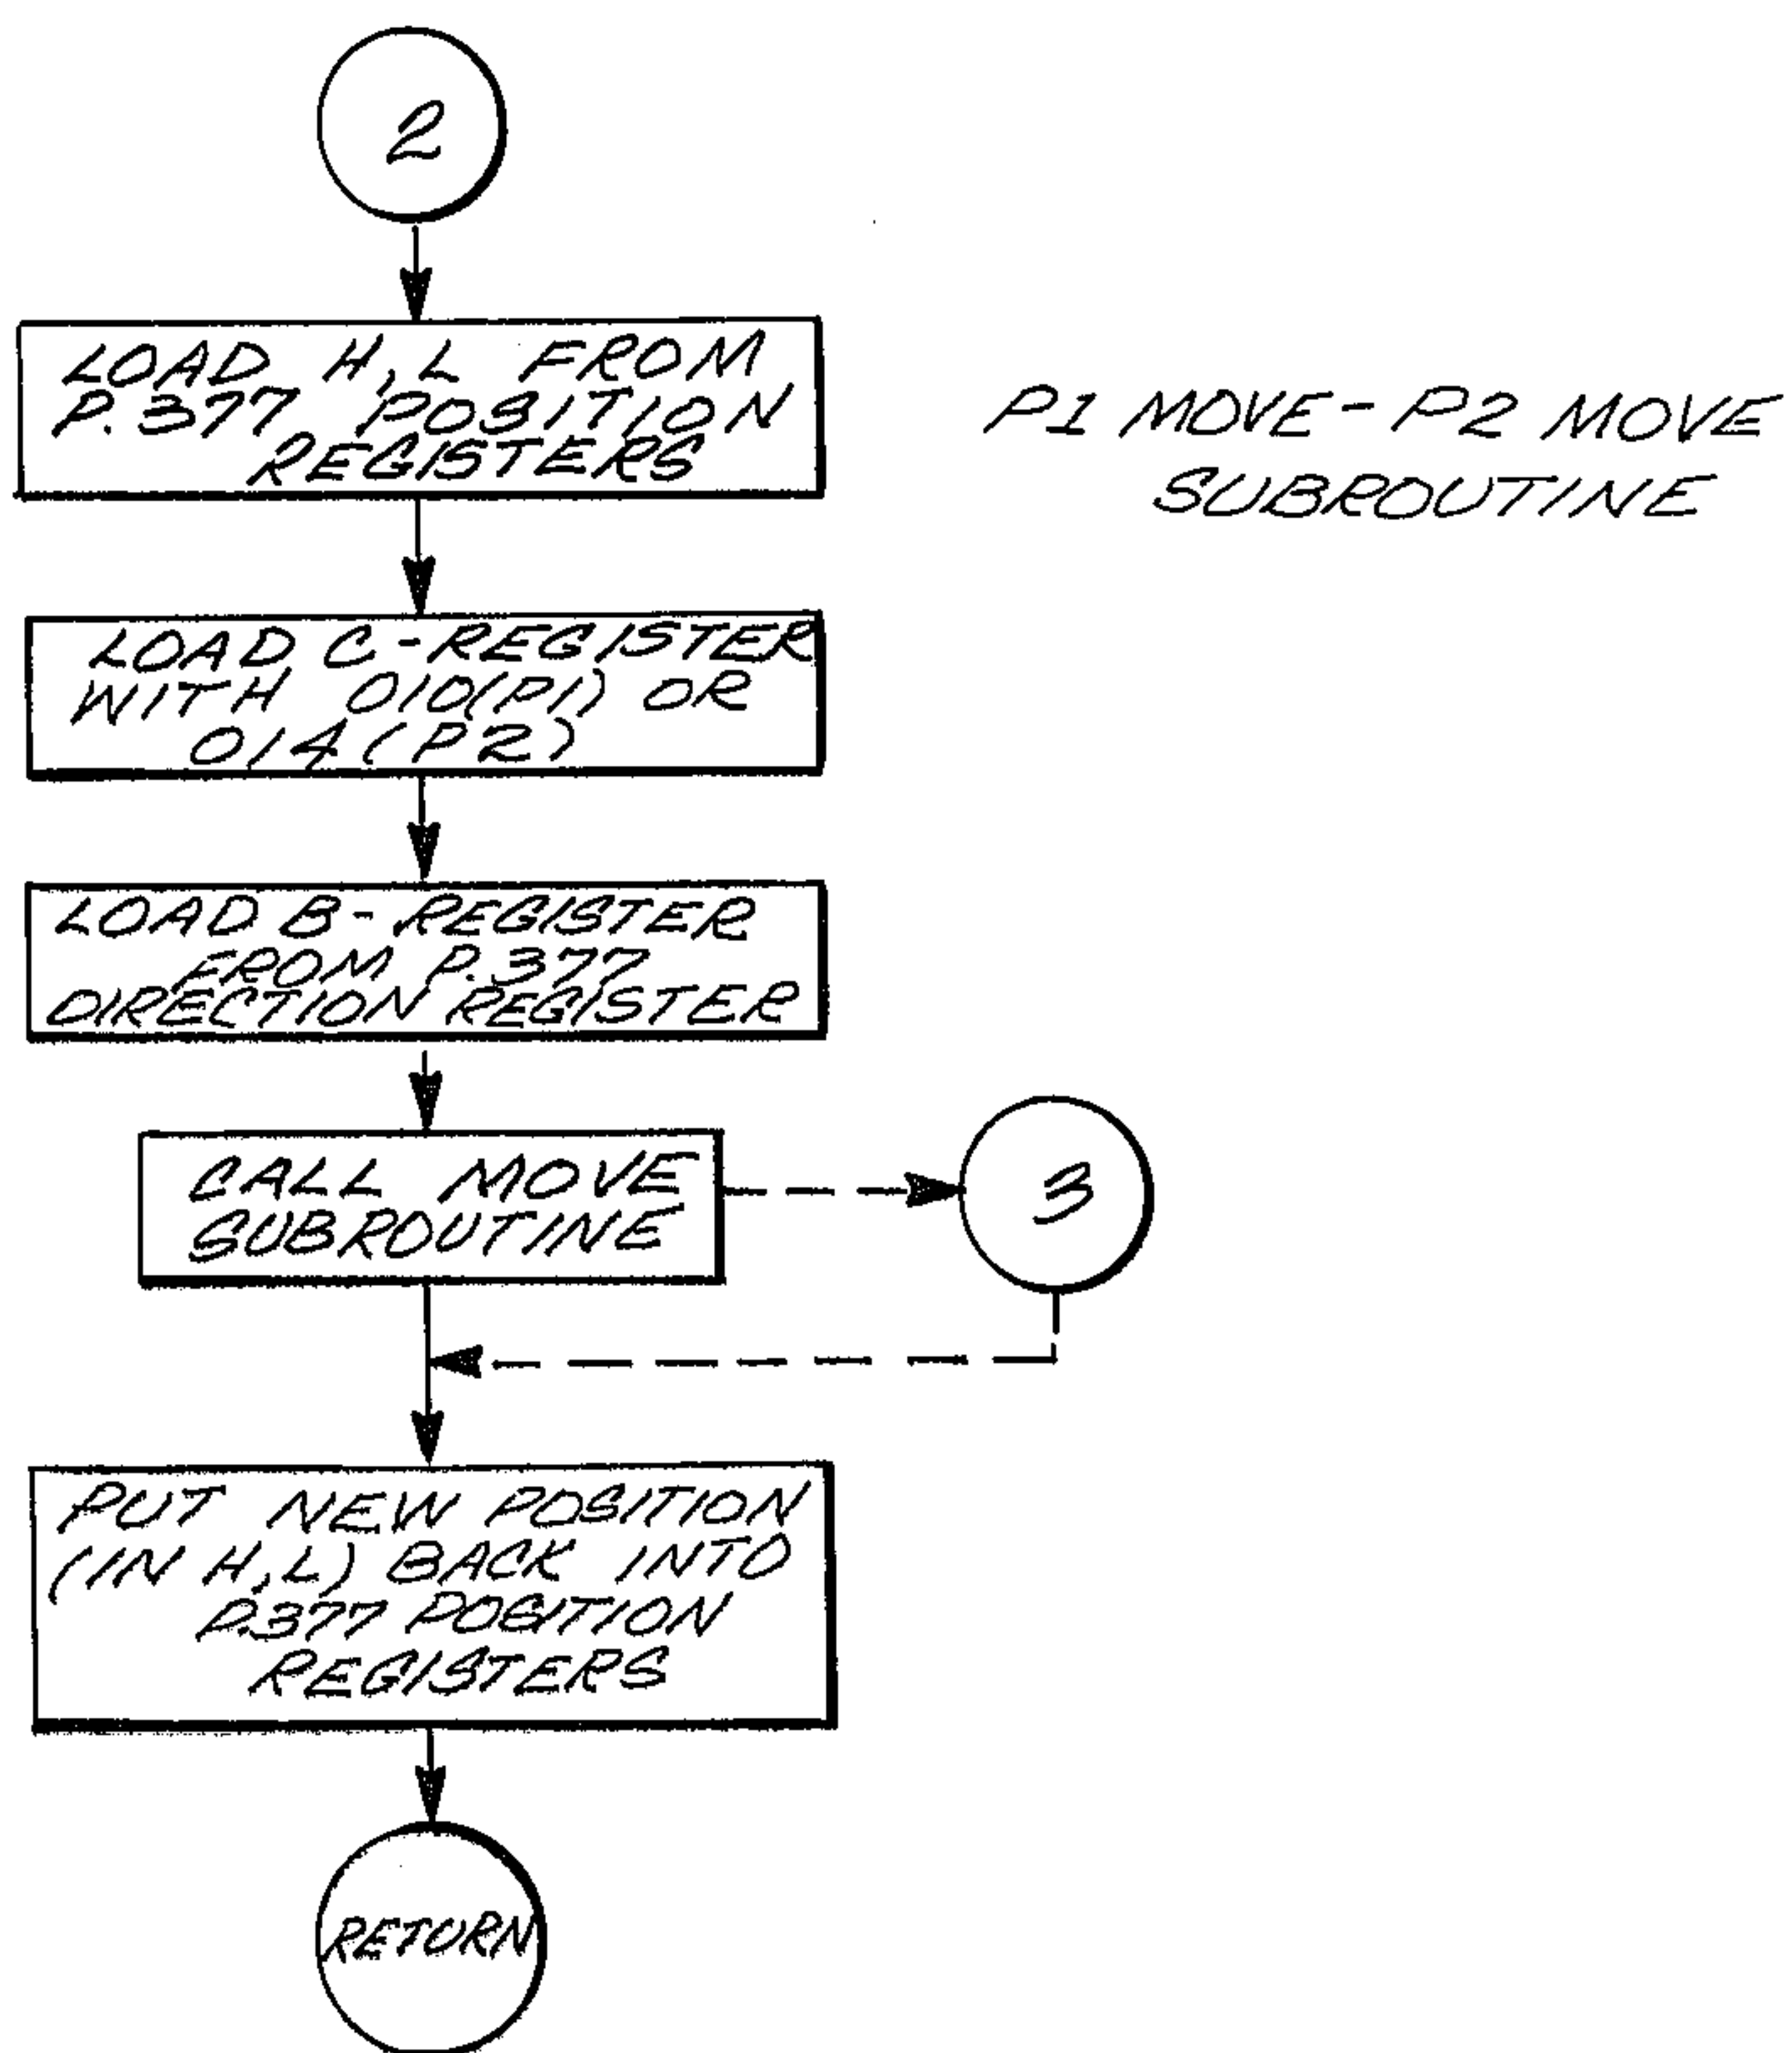 2
LOAD H,L FROM
P.377 POSITION
REGISTERS
P1 MOVE - P2 MOVE
SUBROUTINE
LOAD C-REGISTER
WITH 010(P1) OR
014(P2)
LOAD B-REGISTER
FROM P.377
DIRECTION REGISTER
CALL MOVE
SUBROUTINE
3
PUT NEW POSITION
(IN H,L) BACK INTO
P.377 POSITION
REGISTERS
RETURN